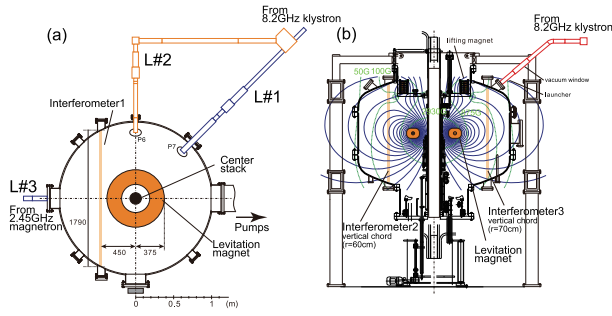 (a)
From
8.2GHz klystron
L#2
L#1
Interferometer1
P6
P7
Center
stack
L#3
From
2.45GHz
magnetron
1790
450
375
Pumps
Levitation
magnet
0
0.5
1
(m)
(b)
From
8.2GHz klystron
lifting magnet
50G
100G
vacuum window
launcher
Interferometer2
vertical chord
(r=60cm)
Interferometer3
vertical chord
(r=70cm)
Levitation
magnet